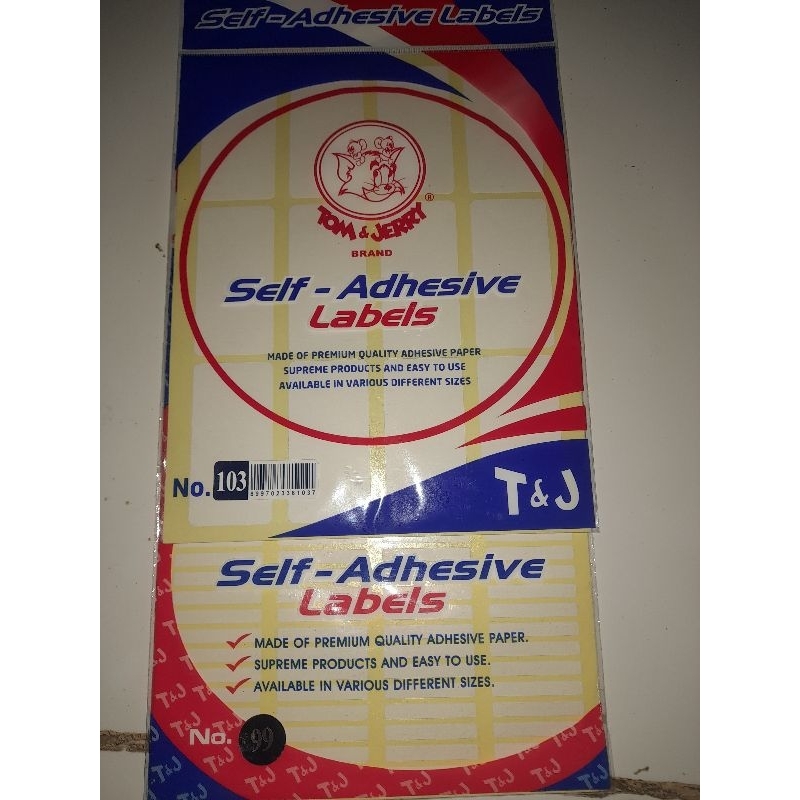 Self-Adhesive Labels
TOM & JERRY ®
BRAND
Self-Adhesive
Labels
MADE OF PREMIUM QUALITY ADHESIVE PAPER
SUPREME PRODUCTS AND EASY TO USE
AVAILABLE IN VARIOUS DIFFERENT SIZES
No. 103
T&J
Self-Adhesive
Labels
MADE OF PREMIUM QUALITY ADHESIVE PAPER.
SUPREME PRODUCTS AND EASY TO USE.
AVAILABLE IN VARIOUS DIFFERENT SIZES.
No. 99
T&J T&J T&J T&J